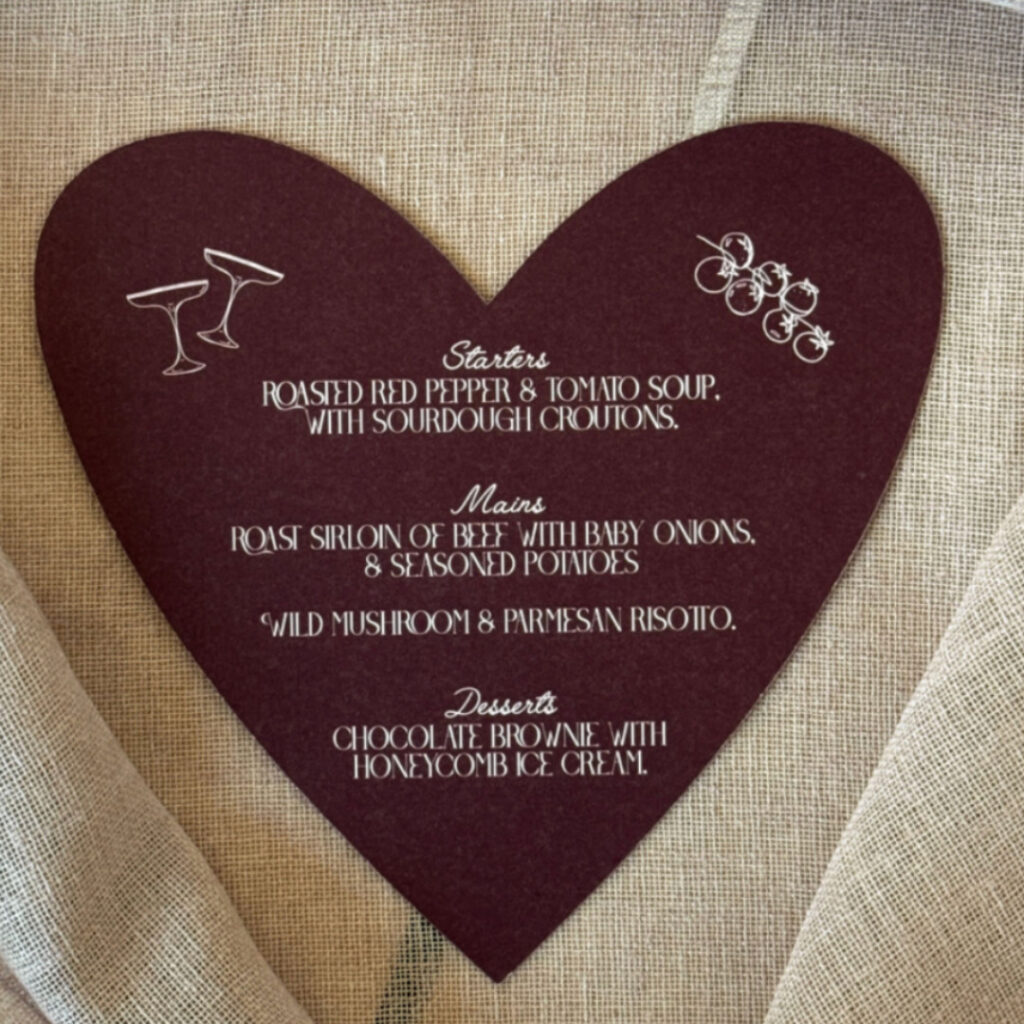 Starters
ROASTED RED PEPPER & TOMATO SOUP,
WITH SOURDOUGH CROUTONS.
Mains
ROAST SIRLOIN OF BEEF WITH BABY ONIONS,
& SEASONED POTATOES
WILD MUSHROOM & PARMESAN RISOTTO.
Desserts
CHOCOLATE BROWNIE WITH
HONEYCOMB ICE CREAM.